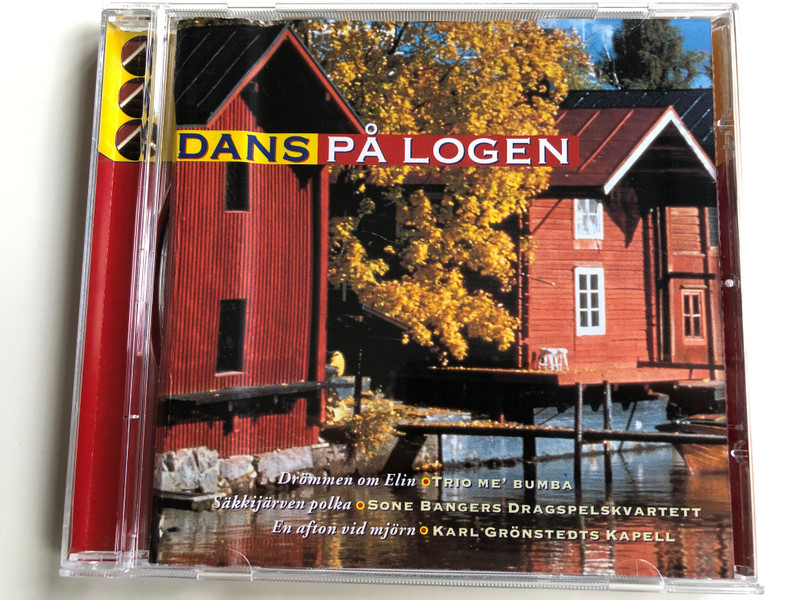 DANS PÅ LOGEN
Drömmen om Elin TRIO ME' BUMBA
Säkkijärven polka SONE BANGERS DRAGSPELSKVARTETT
En afton vid mjörn KARL GRÖNSTEDTS KAPELL